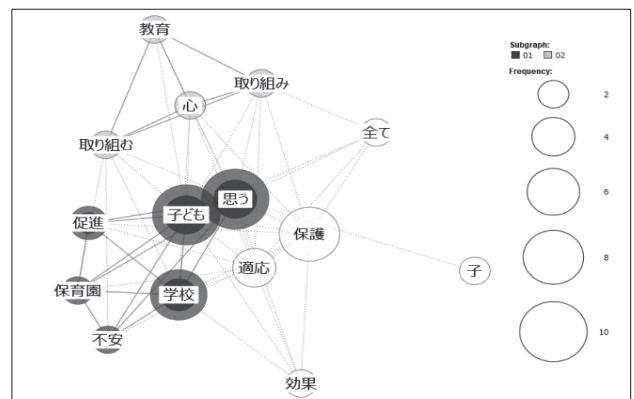 教育
Subgraph:
01 02
Frequency:
取り組み
2
心
全て
4
取り組む
思う
6
子ども
促進
保護
適応
子
8
保育園
学校
不安
10
効果